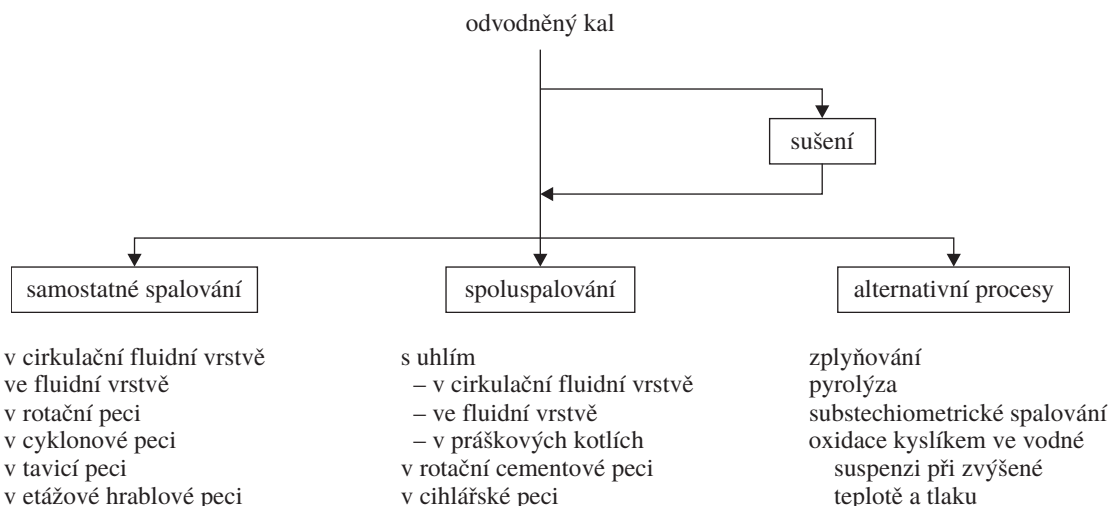 odvodněný kal
sušení
samostatné spalování
v cirkulační fluidní vrstvě
ve fluidní vrstvě
v rotační peci
v cyklonové peci
v tavicí peci
v etážové hrablové peci
spoluspalování
s uhlím
– v cirkulační fluidní vrstvě
– ve fluidní vrstvě
– v práškových kotlích
v rotační cementové peci
v cihlářské peci
alternativní procesy
zplyňování
pyrolýza
substechiometrické spalování
oxidace kyslíkem ve vodné
suspenzi při zvýšené
teplotě a tlaku